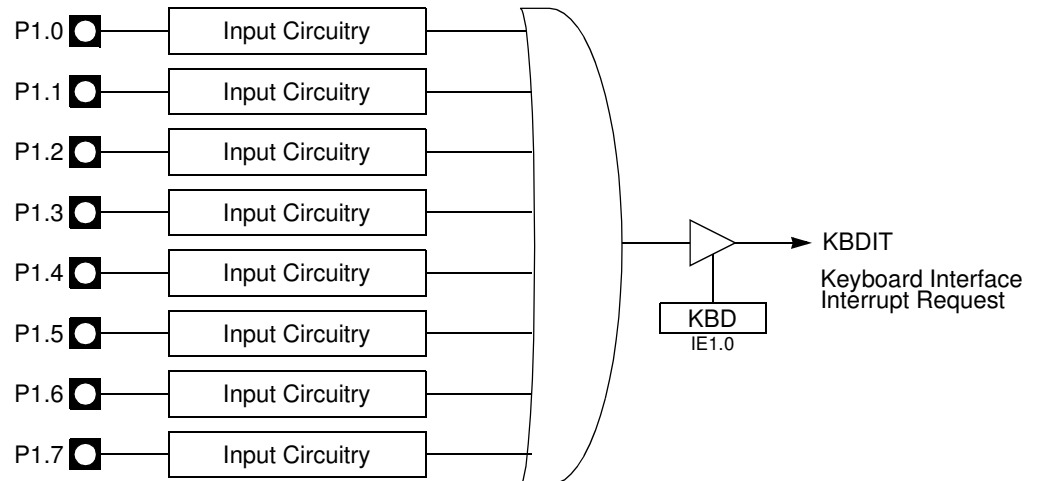 P1.0 Input Circuitry
P1.1 Input Circuitry
P1.2 Input Circuitry
P1.3 Input Circuitry
P1.4 Input Circuitry
P1.5 Input Circuitry
P1.6 Input Circuitry
P1.7 Input Circuitry
KBDIT
Keyboard Interface
Interrupt Request
KBD
IE1.0